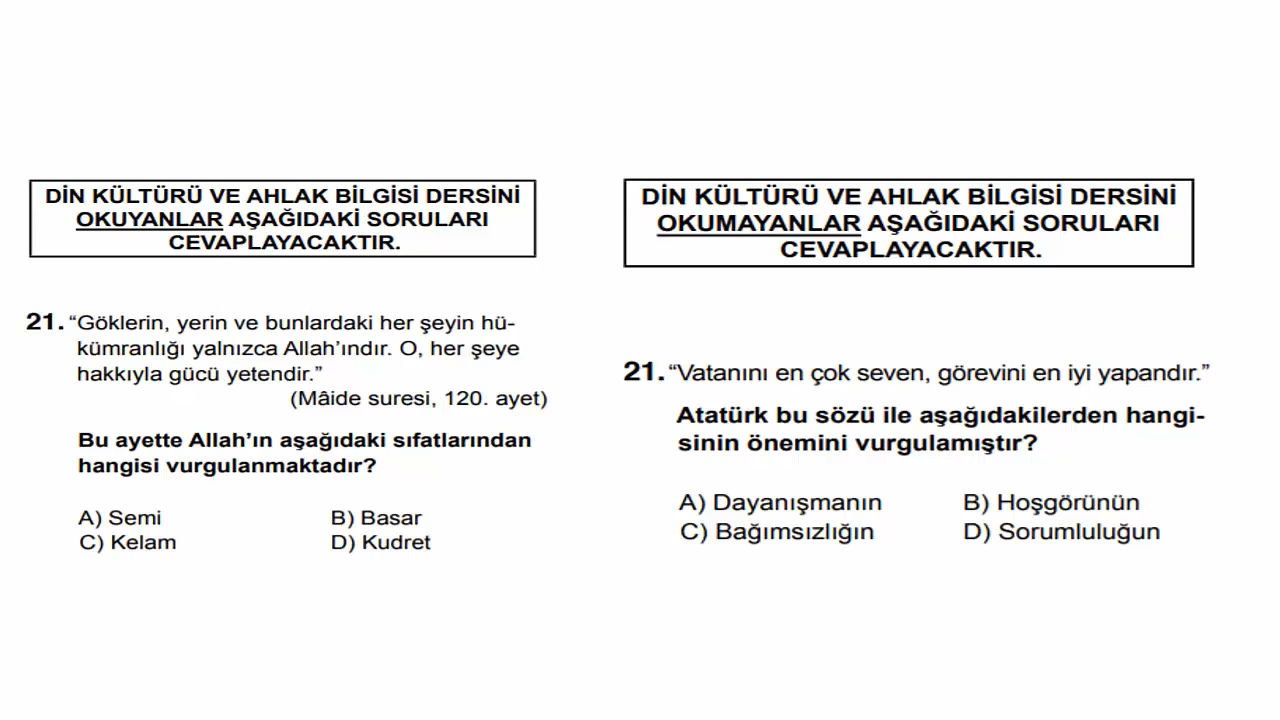 DİN KÜLTÜRÜ VE AHLAK BİLGİSİ DERSİNİ
OKUYANLAR AŞAĞIDAKİ SORULARI
CEVAPLAYACAKTIR.
21. “Göklerin, yerin ve bunlardaki her şeyin hü-
kümranlığı yalnızca Allah’ındır. O, her şeye
hakkıyla gücü yetendir.”
(Mâide suresi, 120. ayet)
Bu ayette Allah’ın aşağıdaki sıfatlarından
hangisi vurgulanmaktadır?
A) Semi B) Basar
C) Kelam D) Kudret
DİN KÜLTÜRÜ VE AHLAK BİLGİSİ DERSİNİ
OKUMAYANLAR AŞAĞIDAKİ SORULARI
CEVAPLAYACAKTIR.
21. “Vatanını en çok seven, görevini en iyi yapandır.”
Atatürk bu sözü ile aşağıdakilerden hangi-
sinin önemini vurgulamıştır?
A) Dayanışmanın B) Hoşgörünün
C) Bağımsızlığın D) Sorumluluğun